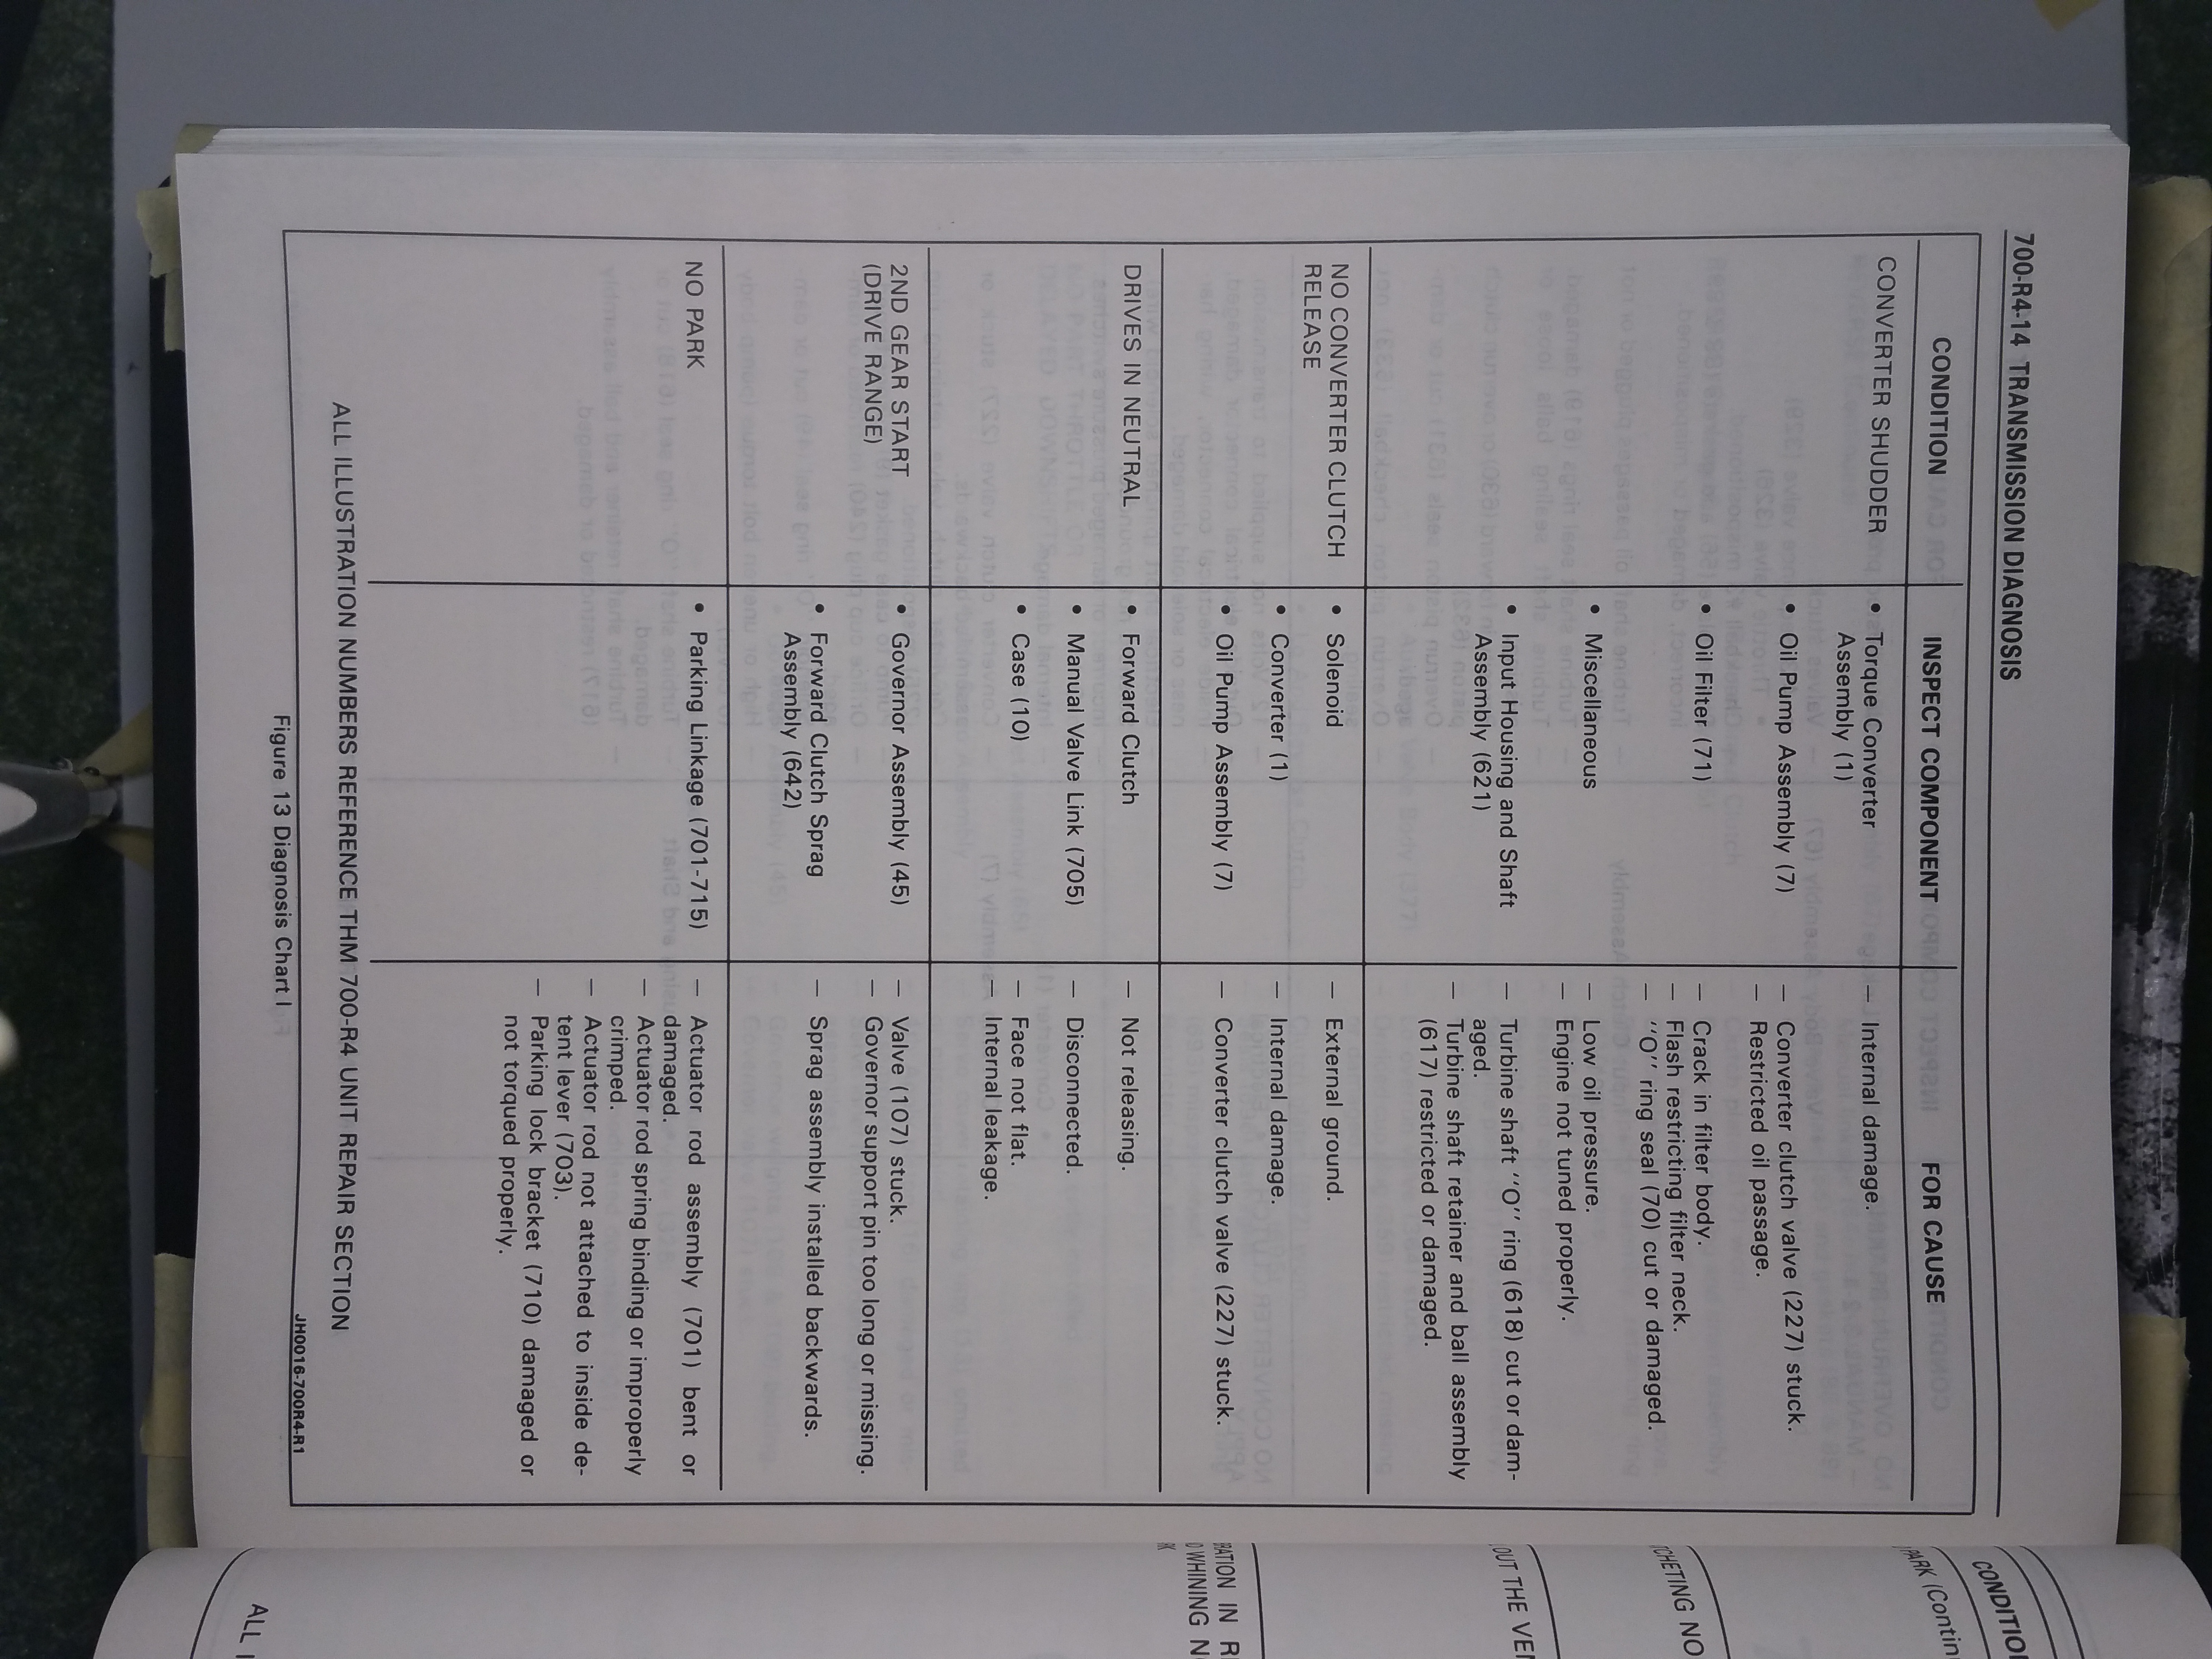 700-R4-14 TRANSMISSION DIAGNOSIS
CONDITION INSPECT COMPONENT FOR CAUSE
CONVERTER SHUDDER
• Torque Converter
Assembly (1)
— Internal damage.
• Oil Pump Assembly (7)
— Converter clutch valve (227) stuck.
— Restricted oil passage.
• Oil Filter (71)
— Crack in filter body.
— Flash restricting filter neck.
— ''O'' ring seal (70) cut or damaged.
• Miscellaneous
— Low oil pressure.
— Engine not tuned properly.
• Input Housing and Shaft
Assembly (621)
— Turbine shaft ''O'' ring (618) cut or dam-
aged.
— Turbine shaft retainer and ball assembly
(617) restricted or damaged.
NO CONVERTER CLUTCH
RELEASE
• Solenoid
— External ground.
• Converter (1)
— Internal damage.
• Oil Pump Assembly (7)
— Converter clutch valve (227) stuck.
DRIVES IN NEUTRAL
• Forward Clutch
— Not releasing.
• Manual Valve Link (705)
— Disconnected.
• Case (10)
— Face not flat.
— Internal leakage.
2ND GEAR START
(DRIVE RANGE)
• Governor Assembly (45)
— Valve (107) stuck.
— Governor support pin too long or missing.
• Forward Clutch Sprag
Assembly (642)
— Sprag assembly installed backwards.
NO PARK
• Parking Linkage (701-715)
— Actuator rod assembly (701) bent or
damaged.
— Actuator rod spring binding or improperly
crimped.
— Actuator rod not attached to inside de-
tent lever (703).
— Parking lock bracket (710) damaged or
not torqued properly.
ALL ILLUSTRATION NUMBERS REFERENCE THM 700-R4 UNIT REPAIR SECTION
JH0016-700R4-R1
Figure 13 Diagnosis Chart I
CONDITIO
PARK (Contin
CHETING NO
OUT THE VE
RATION IN R
WHINING N
ALL